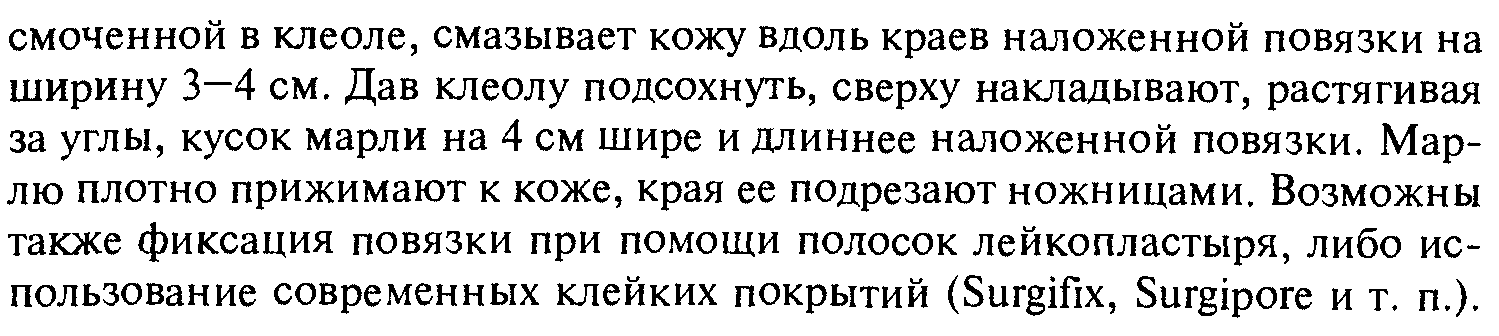 смоченной в клеоле, смазывает кожу вдоль краев наложенной повязки на
ширину 3—4 см. Дав клеолу подсохнуть, сверху накладывают, растягивая
за углы, кусок марли на 4 см шире и длиннее наложенной повязки. Мар-
лю плотно прижимают к коже, края ее подрезают ножницами. Возможны
также фиксация повязки при помощи полосок лейкопластыря, либо ис-
пользование современных клейких покрытий (Surgifix, Surgipore и т. п.).